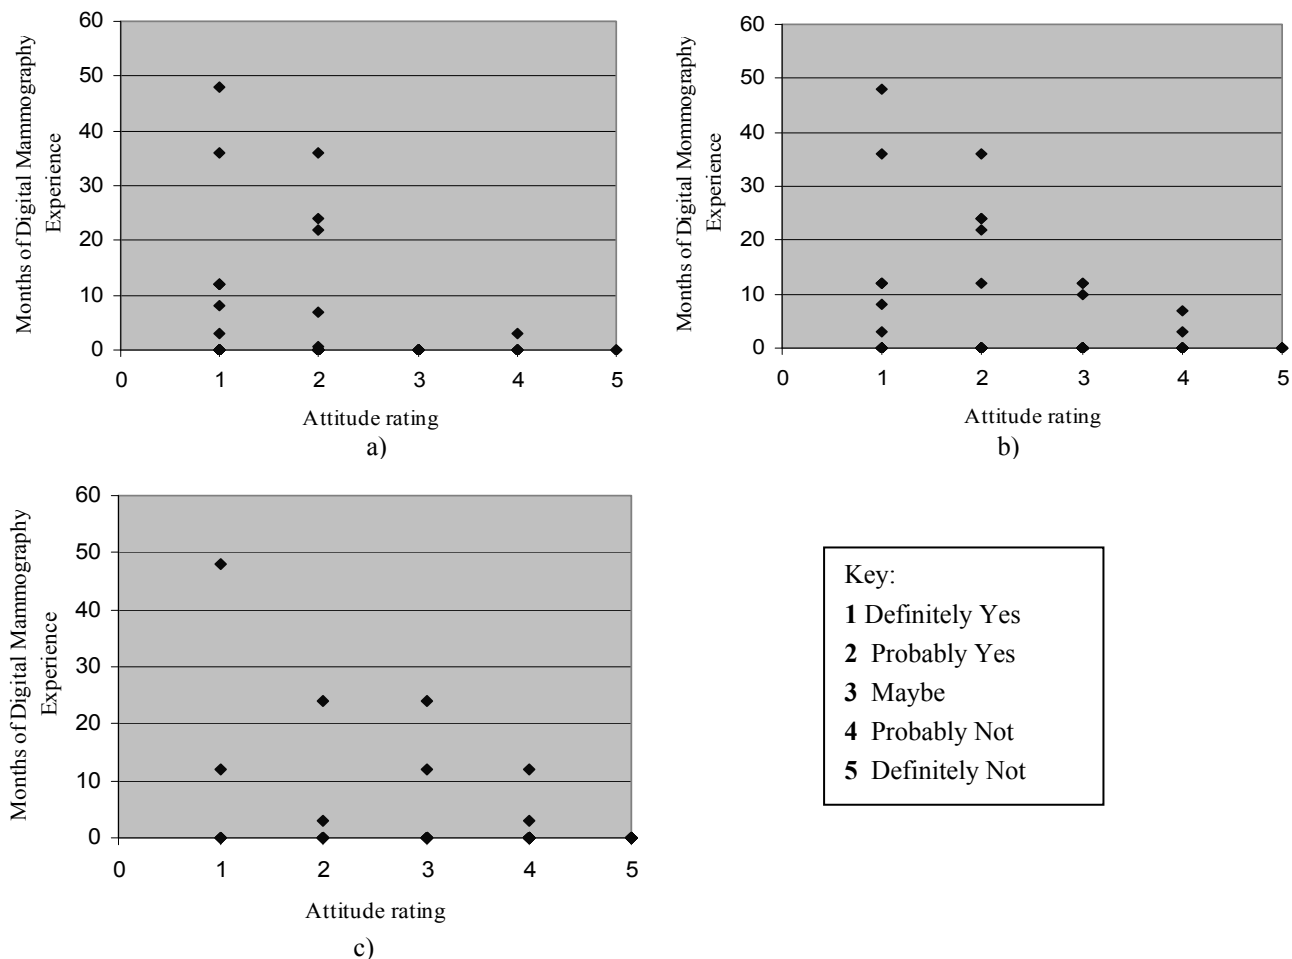 60
50
40
30
20
10
0
0 1 2 3 4 5
Months of Digital Mammography
Experience
Attitude rating
a)
60
50
40
30
20
10
0
0 1 2 3 4 5
Months of Digital Mommography
Experience
Attitude rating
b)
60
50
40
30
20
10
0
0 1 2 3 4 5
Months of Digital Mammography
Experience
Attitude rating
c)
Key:
1 Definitely Yes
2 Probably Yes
3 Maybe
4 Probably Not
5 Definitely Not